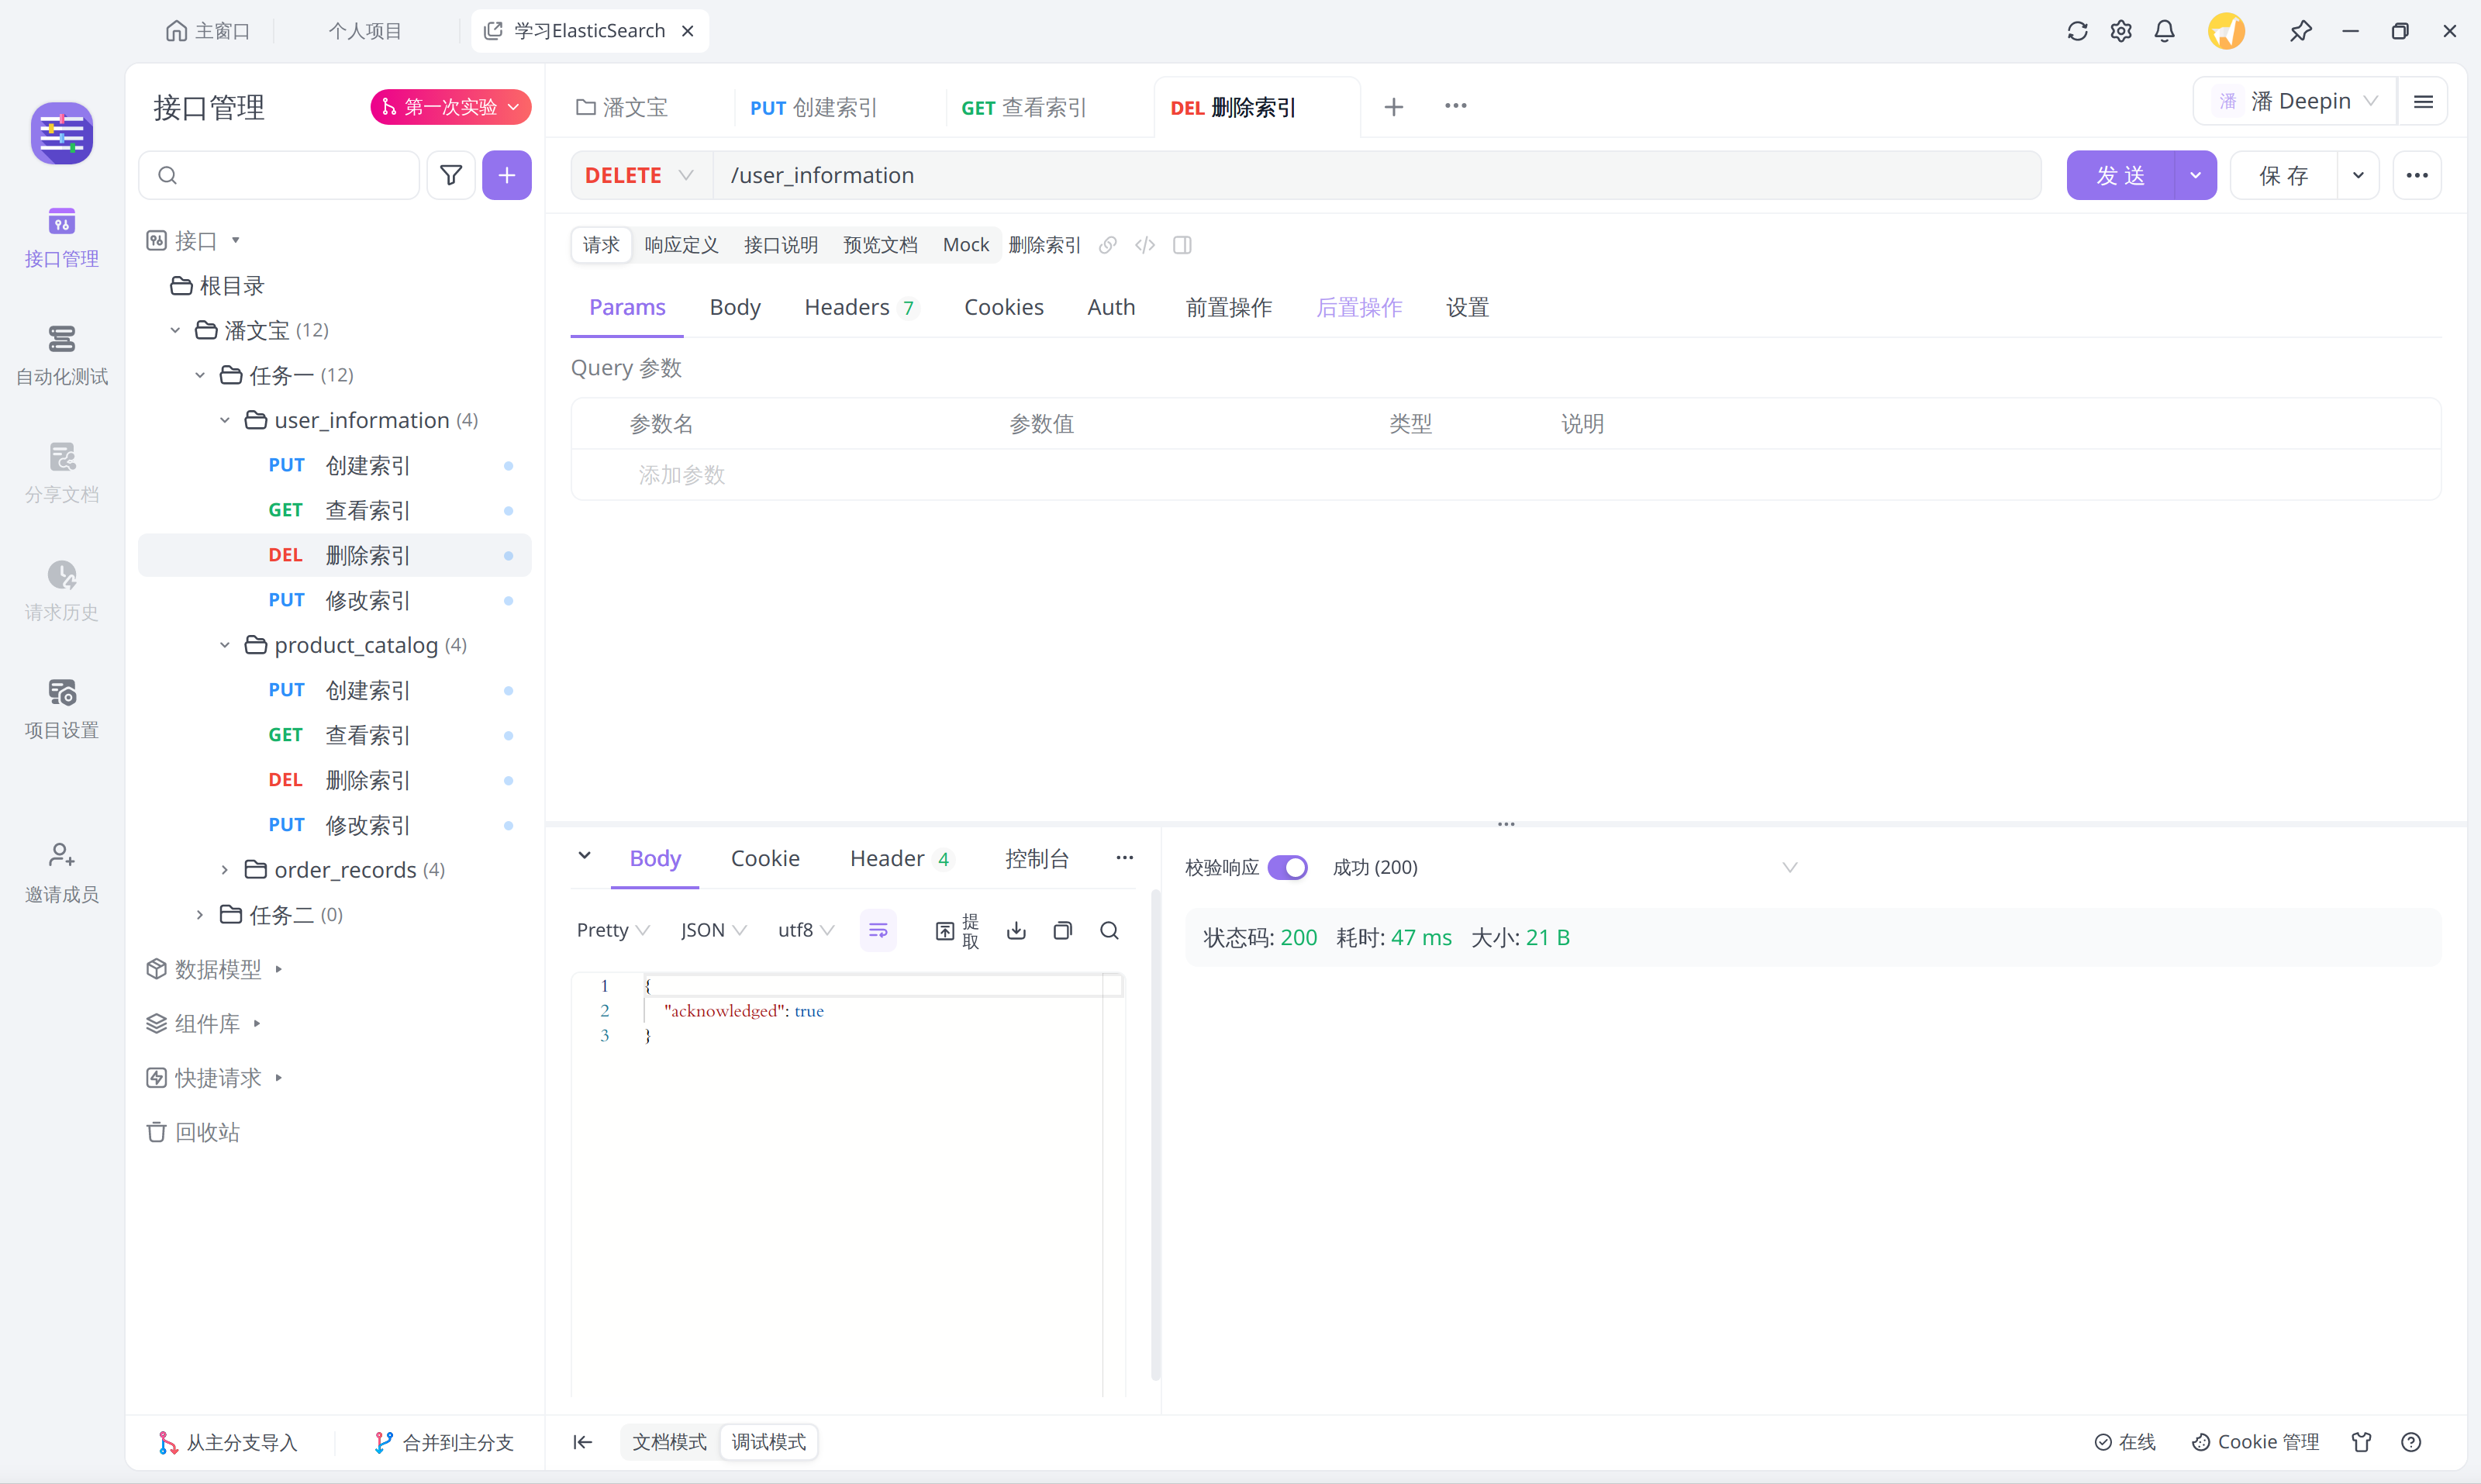 主窗口
个人项目
学习ElasticSearch
接口管理
自动化测试
分享文档
请求历史
项目设置
邀请成员
接口管理
第一次实验
接口
根目录
潘文宝 (12)
任务一 (12)
user_information (4)
PUT 创建索引
GET 查看索引
DEL 删除索引
PUT 修改索引
product_catalog (4)
PUT 创建索引
GET 查看索引
DEL 删除索引
PUT 修改索引
order_records (4)
任务二 (0)
数据模型
组件库
快捷请求
回收站
从主分支导入
合并到主分支
潘文宝
PUT 创建索引
GET 查看索引
DEL 删除索引
潘 潘 Deepin
DELETE /user_information
发 送
保 存
请求 响应定义 接口说明 预览文档 Mock 删除索引
Params Body Headers 7 Cookies Auth 前置操作 后置操作 设置
Query 参数
参数名 参数值 类型 说明
添加参数
Body Cookie Header 4 控制台
Pretty JSON utf8 提取
1 {
2 "acknowledged": true
3 }
校验响应 成功 (200)
状态码: 200 耗时: 47 ms 大小: 21 B
文档模式 调试模式
在线 Cookie 管理